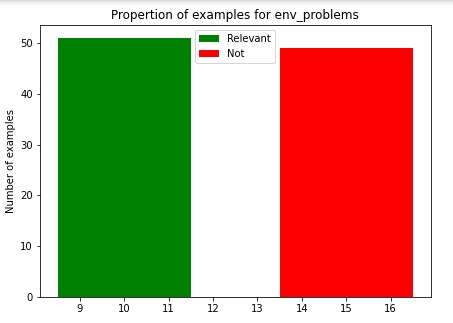 Propertion of examples for env_problems
Relevant
Not
Number of examples
50
40
30
20
10
0
9 10 11 12 13 14 15 16